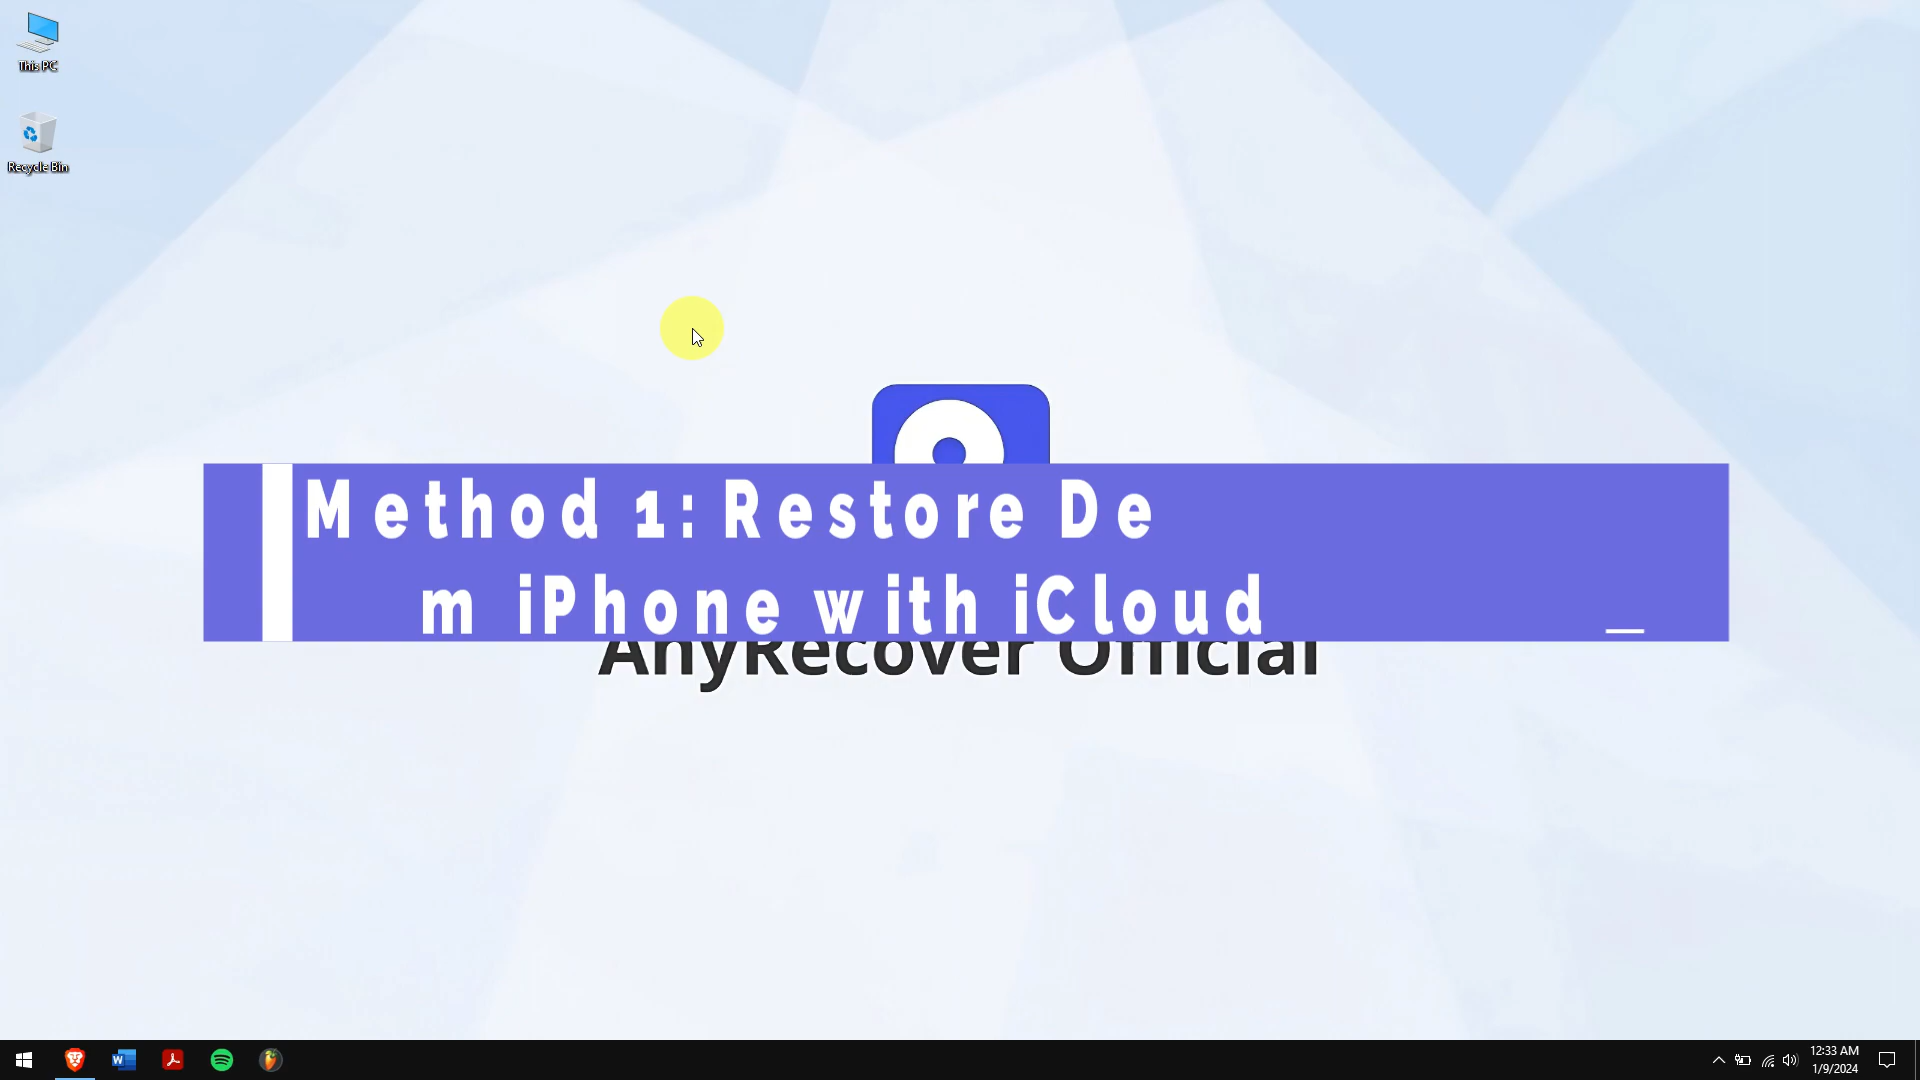 This PC
Recycle Bin
Method 1: Restore De
m iPhone with iCloud _
AnyRecover Official
12:33 AM
1/9/2024